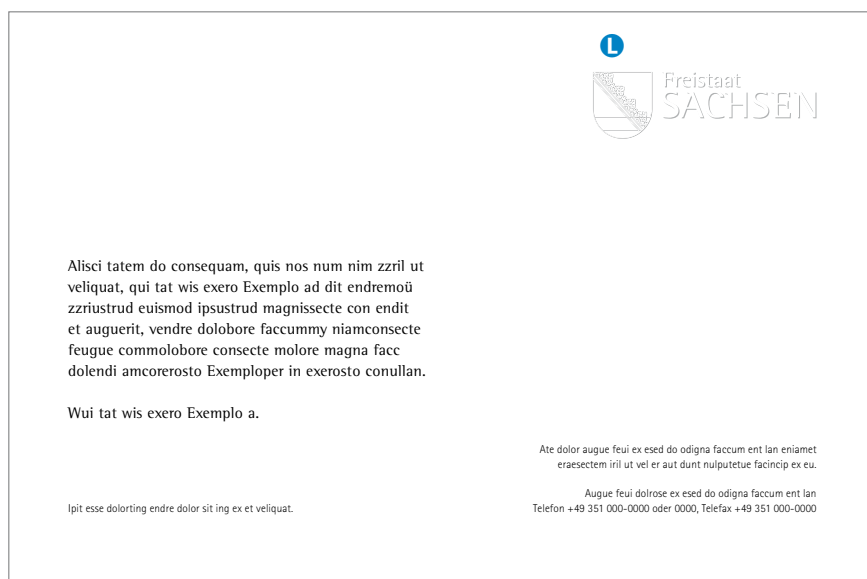 L
Freistaat
SACHSEN
Alisci tatem do consequam, quis nos num nim zzril ut
veliquat, qui tat wis exero Exemplo ad dit endremoü
zzriustrud euismod ipsustrud magnissecte con endit
et auguerit, vendre dolobore faccummy niamconsecte
feugue commolobore consecte molore magna facc
dolendi amcorerosto Exemploper in exerosto conullan.
Wui tat wis exero Exemplo a.
Ate dolor augue feui ex esed do odigna faccum ent lan eniamet
eraesectem iril ut vel er aut dunt nulputetue facincip ex eu.
Augue feui dolrose ex esed do odigna faccum ent lan
Telefon +49 351 000-0000 oder 0000, Telefax +49 351 000-0000
Ipit esse dolorting endre dolor sit ing ex et veliquat.